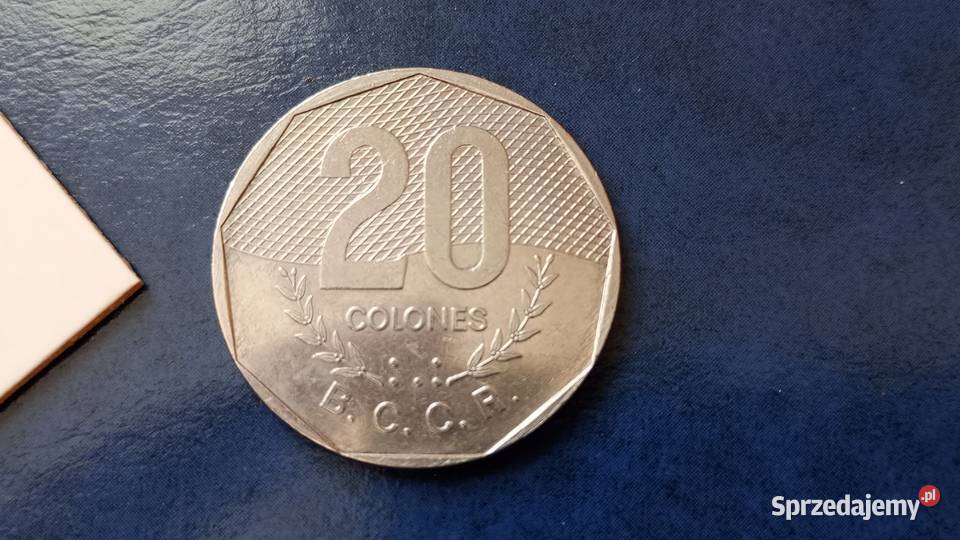 20
COLONES
B. C. C. R.
Sprzedajemy.pl